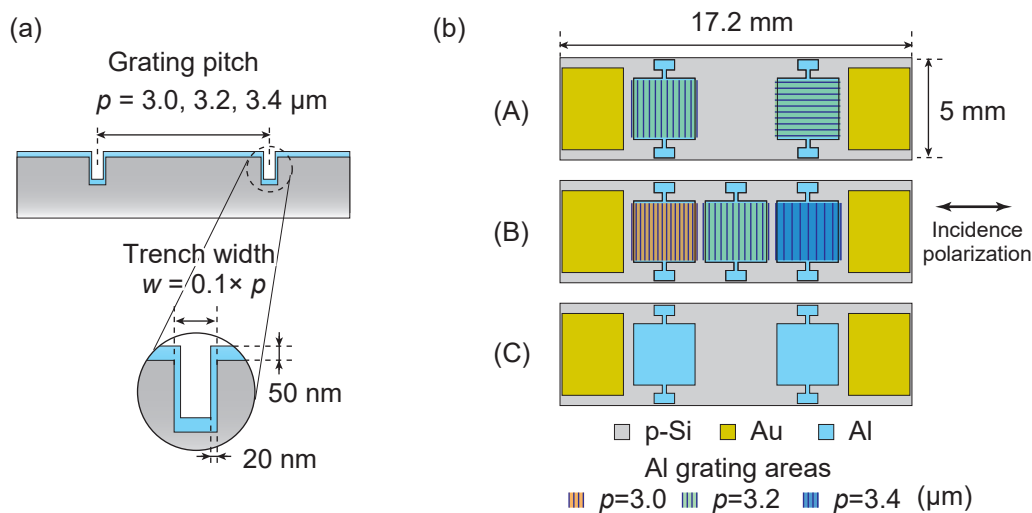 (a)
Grating pitch
p = 3.0, 3.2, 3.4 μm
Trench width
w = 0.1× p
50 nm
20 nm
(b)
17.2 mm
(A)
5 mm
(B)
Incidence
polarization
(C)
p-Si Au Al
Al grating areas
p=3.0 p=3.2 p=3.4 (μm)